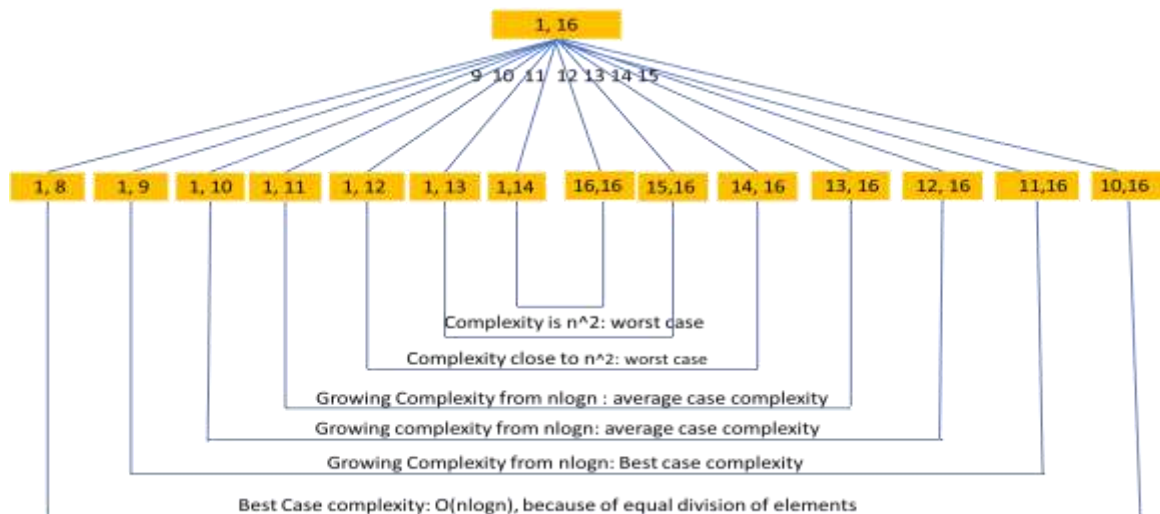 1, 16
9 10 11 12 13 14 15
1, 8 1, 9 1, 10 1, 11 1, 12 1, 13 1,14 16,16 15,16 14, 16 13, 16 12, 16 11,16 10,16
Complexity is n^2: worst case
Complexity close to n^2: worst case
Growing Complexity from nlogn : average case complexity
Growing complexity from nlogn: average case complexity
Growing Complexity from nlogn: Best case complexity
Best Case complexity: O(nlogn), because of equal division of elements